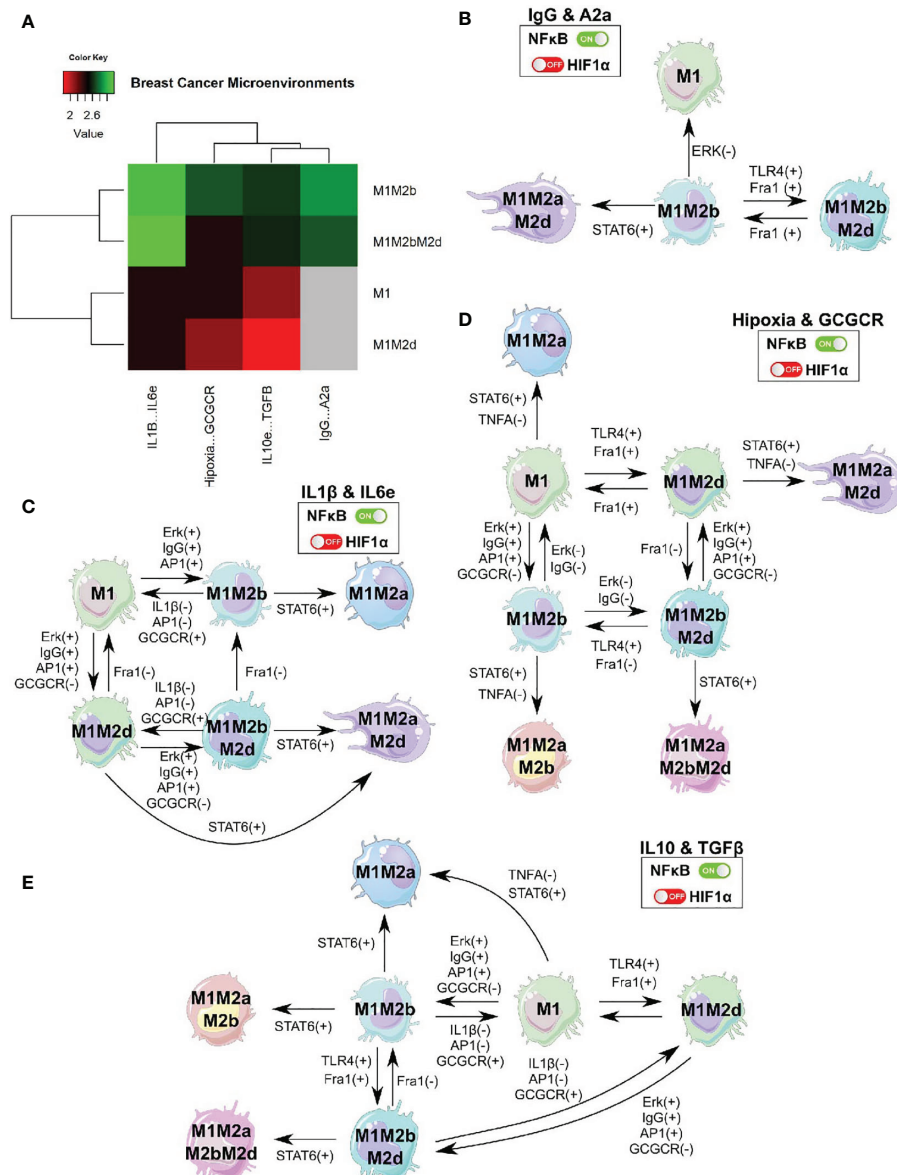 A
Color Key
2 2.6
Value
Breast Cancer Microenvironments
M1M2b
M1M2bM2d
M1
M1M2d
IL1B...IL6e
Hipoxia...GCGCR
IL10e...TGFB
IgG...A2a
B
IgG & A2a
NFκB ON
OFF HIF1α
M1
ERK(-)
M1M2a
M2d
STAT6(+)
M1M2b
TLR4(+)
Fra1 (+)
Fra1 (+)
M1M2b
M2d
C
IL1β & IL6e
NFκB ON
OFF HIF1α
M1
Erk(+)
IgG(+)
AP1(+)
IL1β(-)
AP1(-)
GCGCR(+)
M1M2b
STAT6(+)
M1M2a
Erk(+)
IgG(+)
AP1(+)
GCGCR(-)
Fra1(-)
Fra1(-)
M1M2d
IL1β(-)
AP1(-)
GCGCR(+)
Erk(+)
IgG(+)
AP1(+)
GCGCR(-)
M1M2b
M2d
STAT6(+)
M1M2a
M2d
STAT6(+)
D
Hipoxia & GCGCR
NFκB ON
OFF HIF1α
M1M2a
STAT6(+)
TNFA(-)
M1
TLR4(+)
Fra1(+)
Fra1(+)
M1M2d
STAT6(+)
TNFA(-)
M1M2a
M2d
Erk(+)
IgG(+)
AP1(+)
GCGCR(-)
Erk(-)
IgG(-)
Fra1(-)
Erk(+)
IgG(+)
AP1(+)
GCGCR(-)
M1M2b
Erk(-)
IgG(-)
TLR4(+)
Fra1(-)
M1M2b
M2d
STAT6(+)
TNFA(-)
STAT6(+)
M1M2a
M2b
M1M2a
M2bM2d
E
IL10 & TGFβ
NFκB ON
OFF HIF1α
M1M2a
TNFA(-)
STAT6(+)
STAT6(+)
M1M2a
M2b
STAT6(+)
M1M2b
Erk(+)
IgG(+)
AP1(+)
GCGCR(-)
IL1β(-)
AP1(-)
GCGCR(+)
M1
TLR4(+)
Fra1(+)
M1M2d
TLR4(+)
Fra1(+)
Fra1(-)
IL1β(-)
AP1(-)
GCGCR(+)
Erk(+)
IgG(+)
AP1(+)
GCGCR(-)
M1M2a
M2bM2d
STAT6(+)
M1M2b
M2d